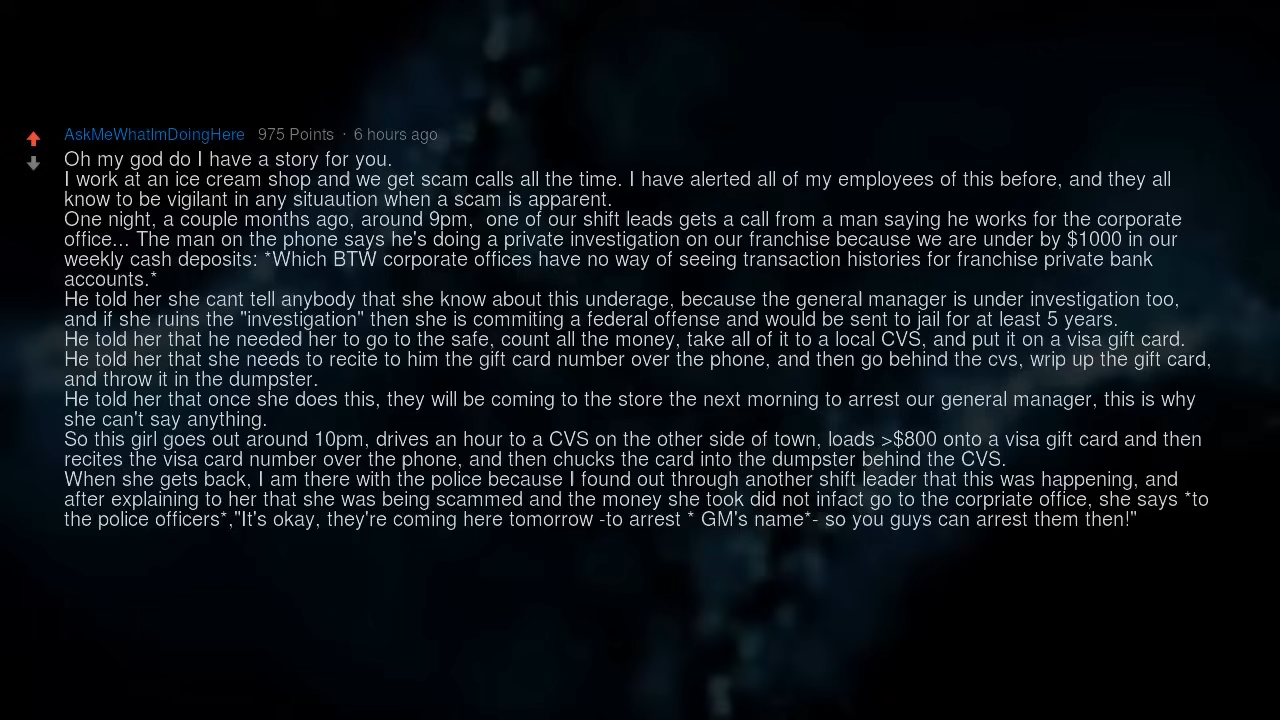 AskMeWhatImDoingHere 975 Points · 6 hours ago
Oh my god do I have a story for you.
I work at an ice cream shop and we get scam calls all the time. I have alerted all of my employees of this before, and they all
know to be vigilant in any situaution when a scam is apparent.
One night, a couple months ago, around 9pm,  one of our shift leads gets a call from a man saying he works for the corporate
office... The man on the phone says he's doing a private investigation on our franchise because we are under by $1000 in our
weekly cash deposits: *Which BTW corporate offices have no way of seeing transaction histories for franchise private bank
accounts.*
He told her she cant tell anybody that she know about this underage, because the general manager is under investigation too,
and if she ruins the "investigation" then she is commiting a federal offense and would be sent to jail for at least 5 years.
He told her that he needed her to go to the safe, count all the money, take all of it to a local CVS, and put it on a visa gift card.
He told her that she needs to recite to him the gift card number over the phone, and then go behind the cvs, wrip up the gift card,
and throw it in the dumpster.
He told her that once she does this, they will be coming to the store the next morning to arrest our general manager, this is why
she can't say anything.
So this girl goes out around 10pm, drives an hour to a CVS on the other side of town, loads >$800 onto a visa gift card and then
recites the visa card number over the phone, and then chucks the card into the dumpster behind the CVS.
When she gets back, I am there with the police because I found out through another shift leader that this was happening, and
after explaining to her that she was being scammed and the money she took did not infact go to the corpriate office, she says *to
the police officers*,"It's okay, they're coming here tomorrow -to arrest * GM's name*- so you guys can arrest them then!"